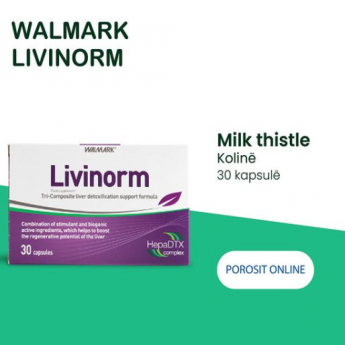 WALMARK
LIVINORM
Milk thistle
Kolinë
30 kapsulë
POROSIT ONLINE
WALMARK
Livinorm
Food supplement
Tri-Composite liver detoxification support formula
Combination of stimulant and biogenic
active ingredients, which helps to boost
the regenerative potential of the liver
30 capsules
HepaDTX
complex